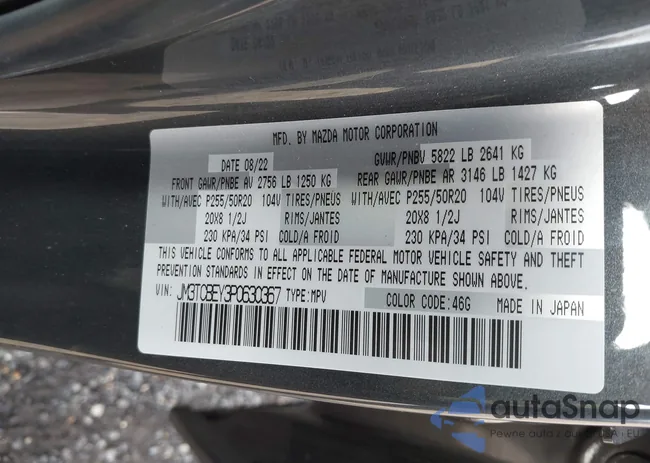 MFD. BY MAZDA MOTOR CORPORATION
DATE 08/22 GVWR/PNBV 5822 LB 2641 KG
FRONT GAWR/PNBE AV 2756 LB 1250 KG REAR GAWR/PNBE AR 3146 LB 1427 KG
WITH/AVEC P255/50R20 104V TIRES/PNEUS WITH/AVEC P255/50R20 104V TIRES/PNEUS
20X8 1/2J RIMS/JANTES 20X8 1/2J RIMS/JANTES
230 KPA/34 PSI COLD/A FROID 230 KPA/34 PSI COLD/A FROID
THIS VEHICLE CONFORMS TO ALL APPLICABLE FEDERAL MOTOR VEHICLE SAFETY AND THEFT
PREVENTION STANDARDS IN EFFECT ON THE DATE OF MANUFACTURE SHOWN ABOVE.
VIN: JM3TCBEY3P0630367 TYPE:MPV COLOR CODE:46G MADE IN JAPAN
autaSnap
Pewne auta z USA i EU